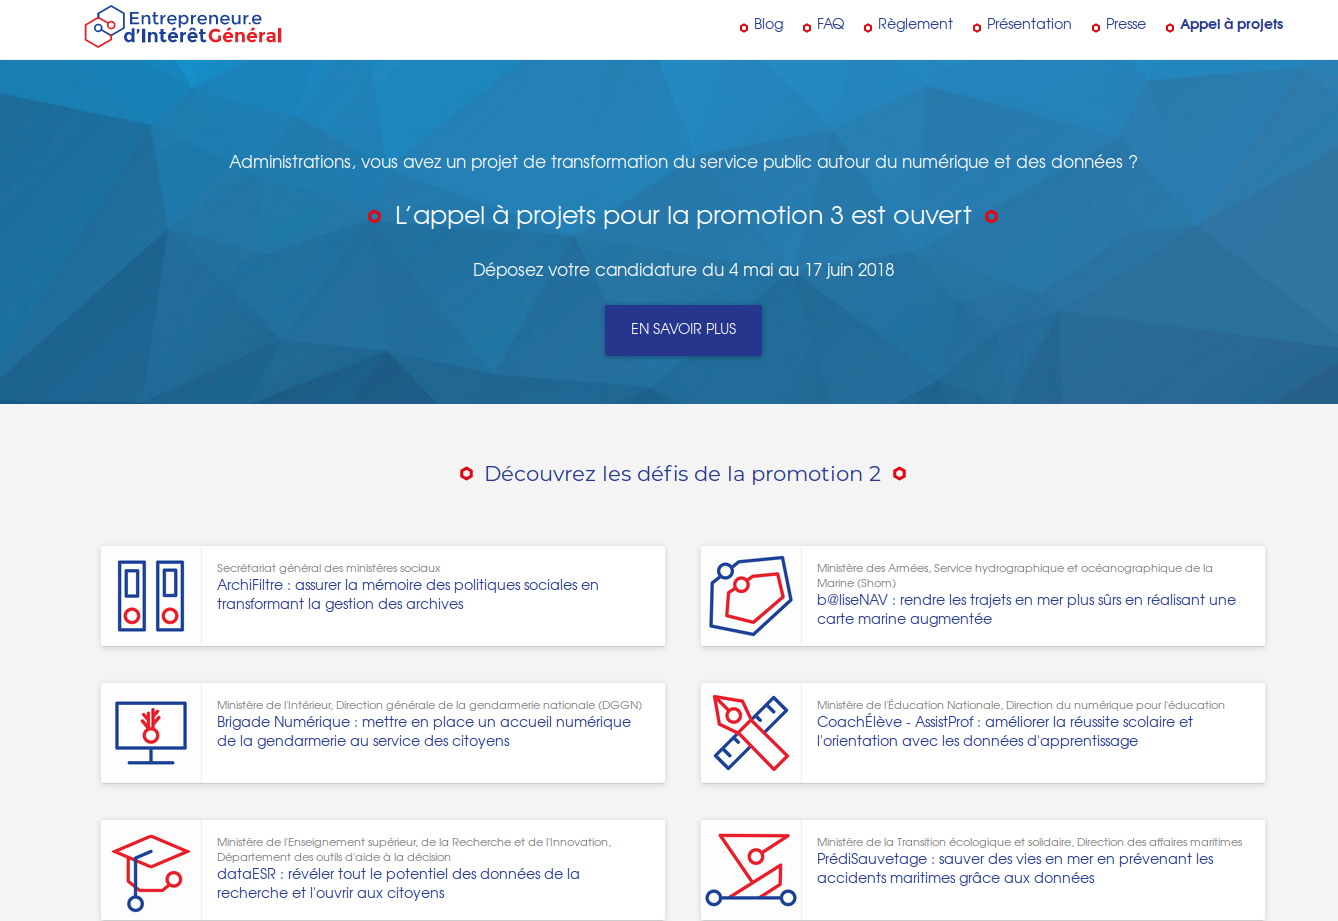 Entrepreneur.e
d'Intérêt Général
Blog
FAQ
Règlement
Présentation
Presse
Appel à projets
Administrations, vous avez un projet de transformation du service public autour du numérique et des données ?
L'appel à projets pour la promotion 3 est ouvert
Déposez votre candidature du 4 mai au 17 juin 2018
EN SAVOIR PLUS
Découvrez les défis de la promotion 2
Secrétariat général des ministères sociaux
ArchiFiltre : assurer la mémoire des politiques sociales en
transformant la gestion des archives
Ministère des Armées, Service hydrographique et océanographique de la
Marine (Shom)
b@liseNAV : rendre les trajets en mer plus sûrs en réalisant une
carte marine augmentée
Ministère de l'Intérieur, Direction générale de la gendarmerie nationale (DGGN)
Brigade Numérique : mettre en place un accueil numérique
de la gendarmerie au service des citoyens
Ministère de l'Éducation Nationale, Direction du numérique pour l'éducation
CoachÉlève - AssistProf : améliorer la réussite scolaire et
l'orientation avec les données d'apprentissage
Ministère de l'Enseignement supérieur, de la Recherche et de l'Innovation,
Département des outils d'aide à la décision
dataESR : révéler tout le potentiel des données de la
recherche et l'ouvrir aux citoyens
Ministère de la Transition écologique et solidaire, Direction des affaires maritimes
PrédiSauvetage : sauver des vies en mer en prévenant les
accidents maritimes grâce aux données